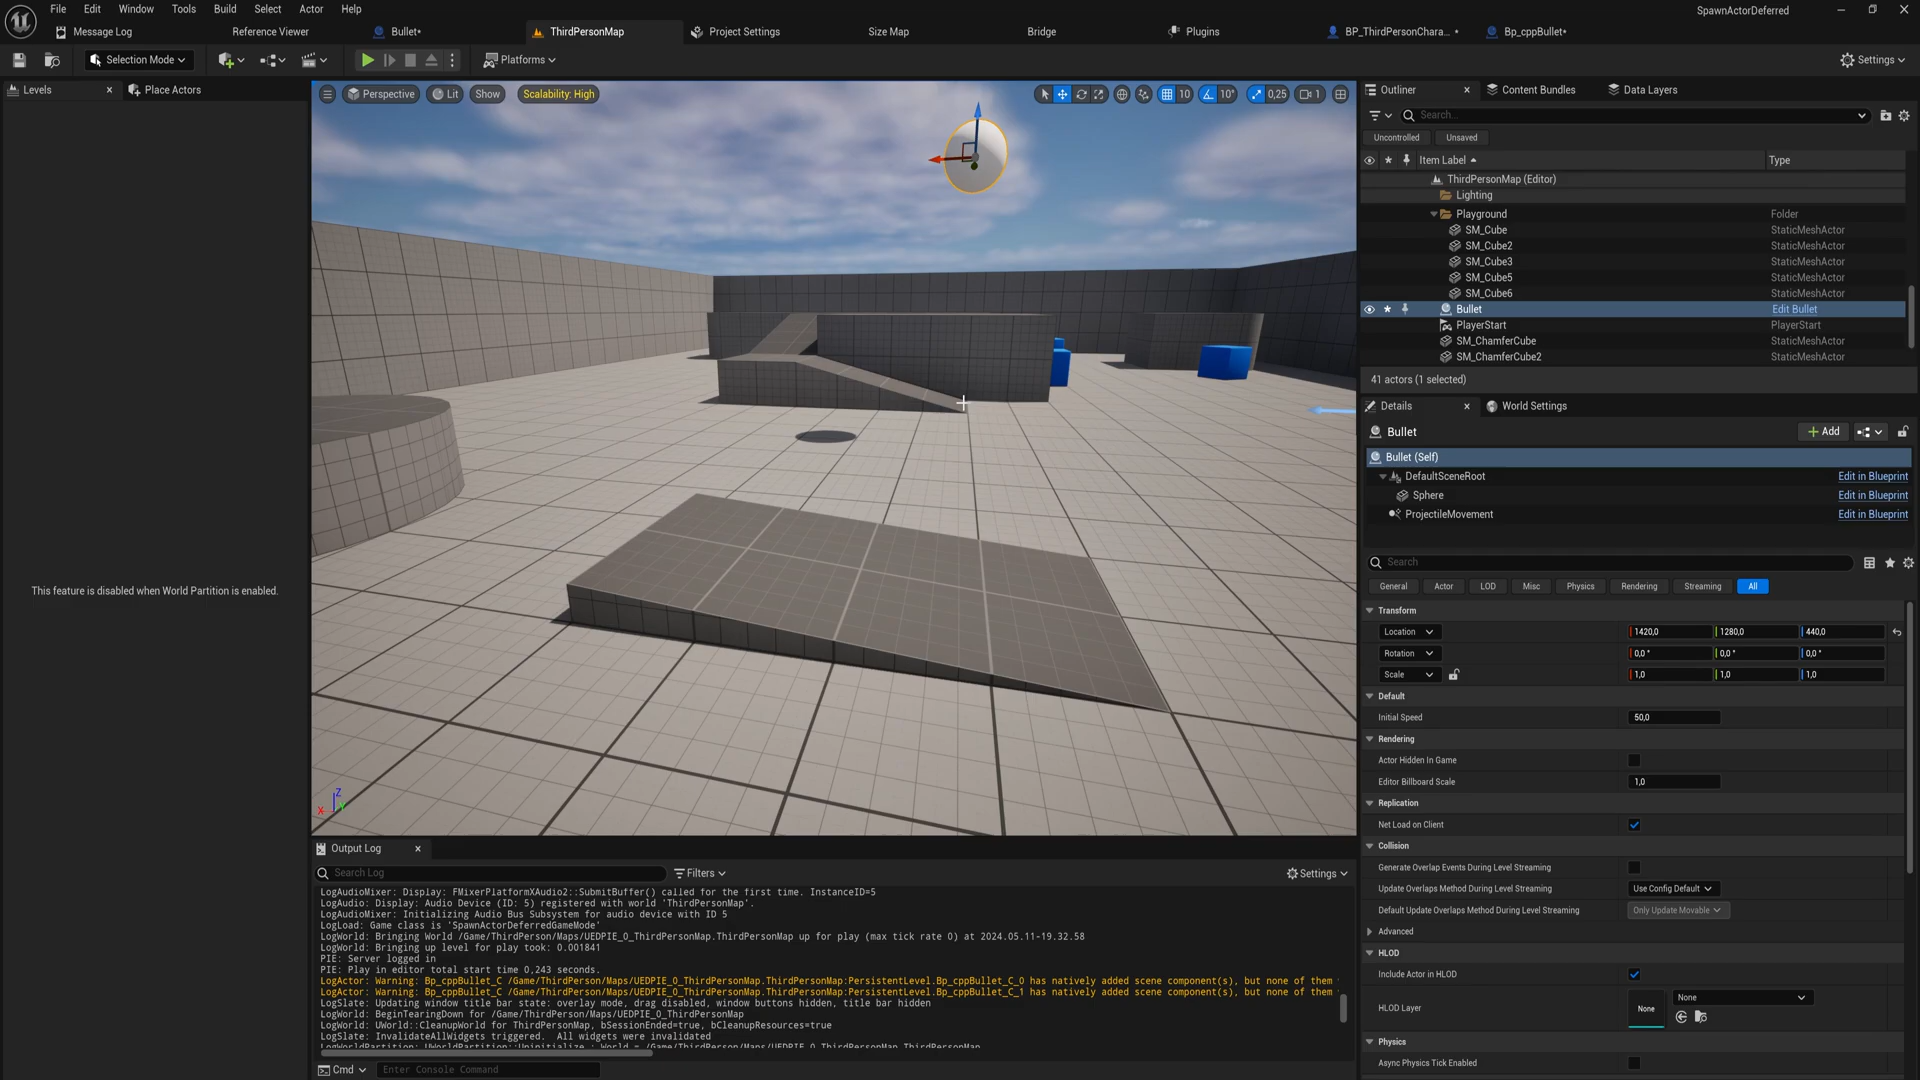 File Edit Window Tools Build Select Actor Help
SpawnActorDeferred
Message Log Reference Viewer Bullet* ThirdPersonMap Project Settings Size Map Bridge Plugins BP_ThirdPersonChara... • Bp_cppBullet*
Selection Mode Platforms Settings
Levels Place Actors
This feature is disabled when World Partition is enabled.
Perspective Lit Show Scalability: High 10 10° 0,25 1
Z
X
Outliner Content Bundles Data Layers
Search...
Uncontrolled Unsaved
Item Label Type
ThirdPersonMap (Editor)
Lighting
Playground Folder
SM_Cube StaticMeshActor
SM_Cube2 StaticMeshActor
SM_Cube3 StaticMeshActor
SM_Cube5 StaticMeshActor
SM_Cube6 StaticMeshActor
Bullet Edit Bullet
PlayerStart PlayerStart
SM_ChamferCube StaticMeshActor
SM_ChamferCube2 StaticMeshActor
41 actors (1 selected)
Details World Settings
Bullet + Add
Bullet (Self)
DefaultSceneRoot Edit in Blueprint
Sphere Edit in Blueprint
ProjectileMovement Edit in Blueprint
Search
General Actor LOD Misc Physics Rendering Streaming All
Transform
Location 1420,0 1280,0 440,0
Rotation 0,0 ° 0,0 ° 0,0 °
Scale 1,0 1,0 1,0
Default
Initial Speed 50,0
Rendering
Actor Hidden In Game
Editor Billboard Scale 1,0
Replication
Net Load on Client
Collision
Generate Overlap Events During Level Streaming
Update Overlaps Method During Level Streaming Use Config Default
Default Update Overlaps Method During Level Streaming Only Update Movable
Advanced
HLOD
Include Actor in HLOD
HLOD Layer None None
Physics
Async Physics Tick Enabled
Output Log
Search Log Filters Settings
LogAudioMixer: Display: FMixerPlatformXAudio2::SubmitBuffer() called for the first time. InstanceID=5
LogAudio: Display: Audio Device (ID: 5) registered with world 'ThirdPersonMap'.
LogAudioMixer: Initializing Audio Bus Subsystem for audio device with ID 5
LogLoad: Game class is 'SpawnActorDeferredGameMode'
LogWorld: Bringing World /Game/ThirdPerson/Maps/UEDPIE_0_ThirdPersonMap.ThirdPersonMap up for play (max tick rate 0) at 2024.05.11-19.32.58
LogWorld: Bringing up level for play took: 0.001841
PIE: Server logged in
PIE: Play in editor total start time 0,243 seconds.
LogActor: Warning: Bp_cppBullet_C /Game/ThirdPerson/Maps/UEDPIE_0_ThirdPersonMap.ThirdPersonMap:PersistentLevel.Bp_cppBullet_C_0 has natively added scene component(s), but none of them
LogActor: Warning: Bp_cppBullet_C /Game/ThirdPerson/Maps/UEDPIE_0_ThirdPersonMap.ThirdPersonMap:PersistentLevel.Bp_cppBullet_C_1 has natively added scene component(s), but none of them
LogSlate: Updating window title bar state: overlay mode, drag disabled, window buttons hidden, title bar hidden
LogWorld: BeginTearingDown for /Game/ThirdPerson/Maps/UEDPIE_0_ThirdPersonMap
LogWorld: UWorld::CleanupWorld for ThirdPersonMap, bSessionEnded=true, bCleanupResources=true
LogSlate: InvalidateAllWidgets triggered.  All widgets were invalidated
LogWorldPartition: UWorldPartition::Uninitialize : World = /Game/ThirdPerson/Maps/UEDPIE_0_ThirdPersonMap.ThirdPersonMap
Cmd Enter Console Command